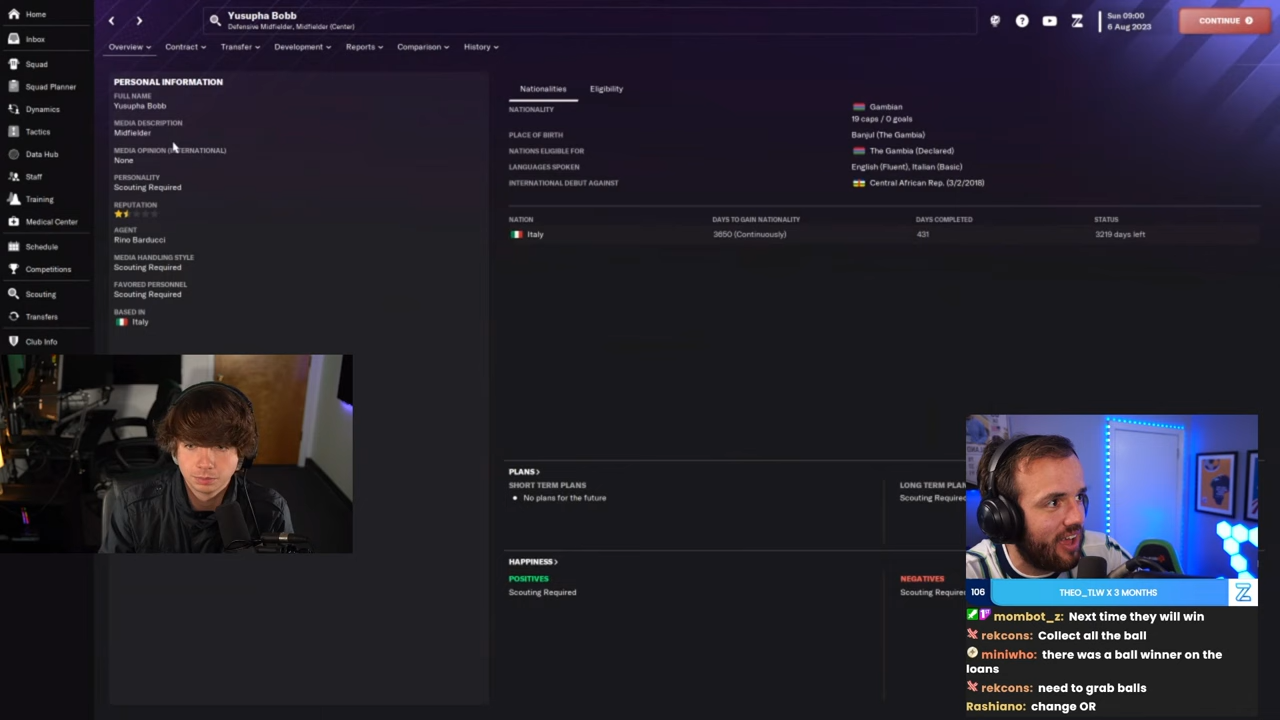 Home
Inbox
Squad
Squad Planner
Dynamics
Tactics
Data Hub
Staff
Training
Medical Center
Schedule
Competitions
Scouting
Transfers
Club Info
Yusupha Bobb
Defensive Midfielder, Midfielder (Center)
Sun 09:00
6 Aug 2023
CONTINUE
Overview
Contract
Transfer
Development
Reports
Comparison
History
PERSONAL INFORMATION
FULL NAME
Yusupha Bobb
MEDIA DESCRIPTION
Midfielder
MEDIA OPINION (INTERNATIONAL)
None
PERSONALITY
Scouting Required
REPUTATION
AGENT
Rino Barducci
MEDIA HANDLING STYLE
Scouting Required
FAVORED PERSONNEL
Scouting Required
BASED IN
Italy
Nationalities
Eligibility
NATIONALITY
Gambian
19 caps / 0 goals
PLACE OF BIRTH
Banjul (The Gambia)
NATIONS ELIGIBLE FOR
The Gambia (Declared)
LANGUAGES SPOKEN
English (Fluent), Italian (Basic)
INTERNATIONAL DEBUT AGAINST
Central African Rep. (3/2/2018)
NATION DAYS TO GAIN NATIONALITY DAYS COMPLETED STATUS
Italy 3650 (Continuously) 431 3219 days left
PLANS
SHORT TERM PLANS
No plans for the future
LONG TERM PLAN
Scouting Required
HAPPINESS
POSITIVES
Scouting Required
NEGATIVES
Scouting Require
106 THEO_TLW X 3 MONTHS
mombot_z: Next time they will win
rekcons: Collect all the ball
miniwho: there was a ball winner on the
loans
rekcons: need to grab balls
Rashiano: change OR